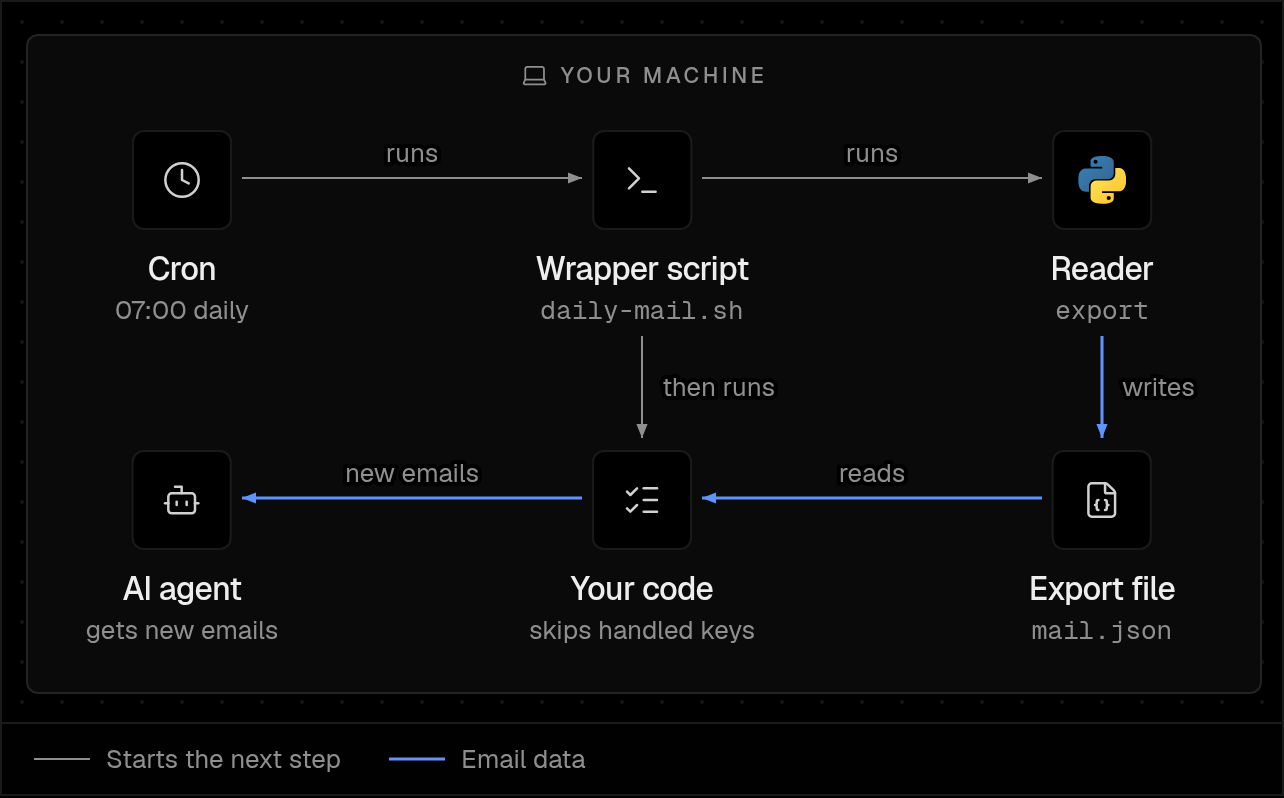 YOUR MACHINE
runs
runs
Cron
07:00 daily
Wrapper script
daily-mail.sh
Reader
export
then runs
writes
new emails
reads
{}
AI agent
gets new emails
Your code
skips handled keys
Export file
mail.json
Starts the next step
Email data